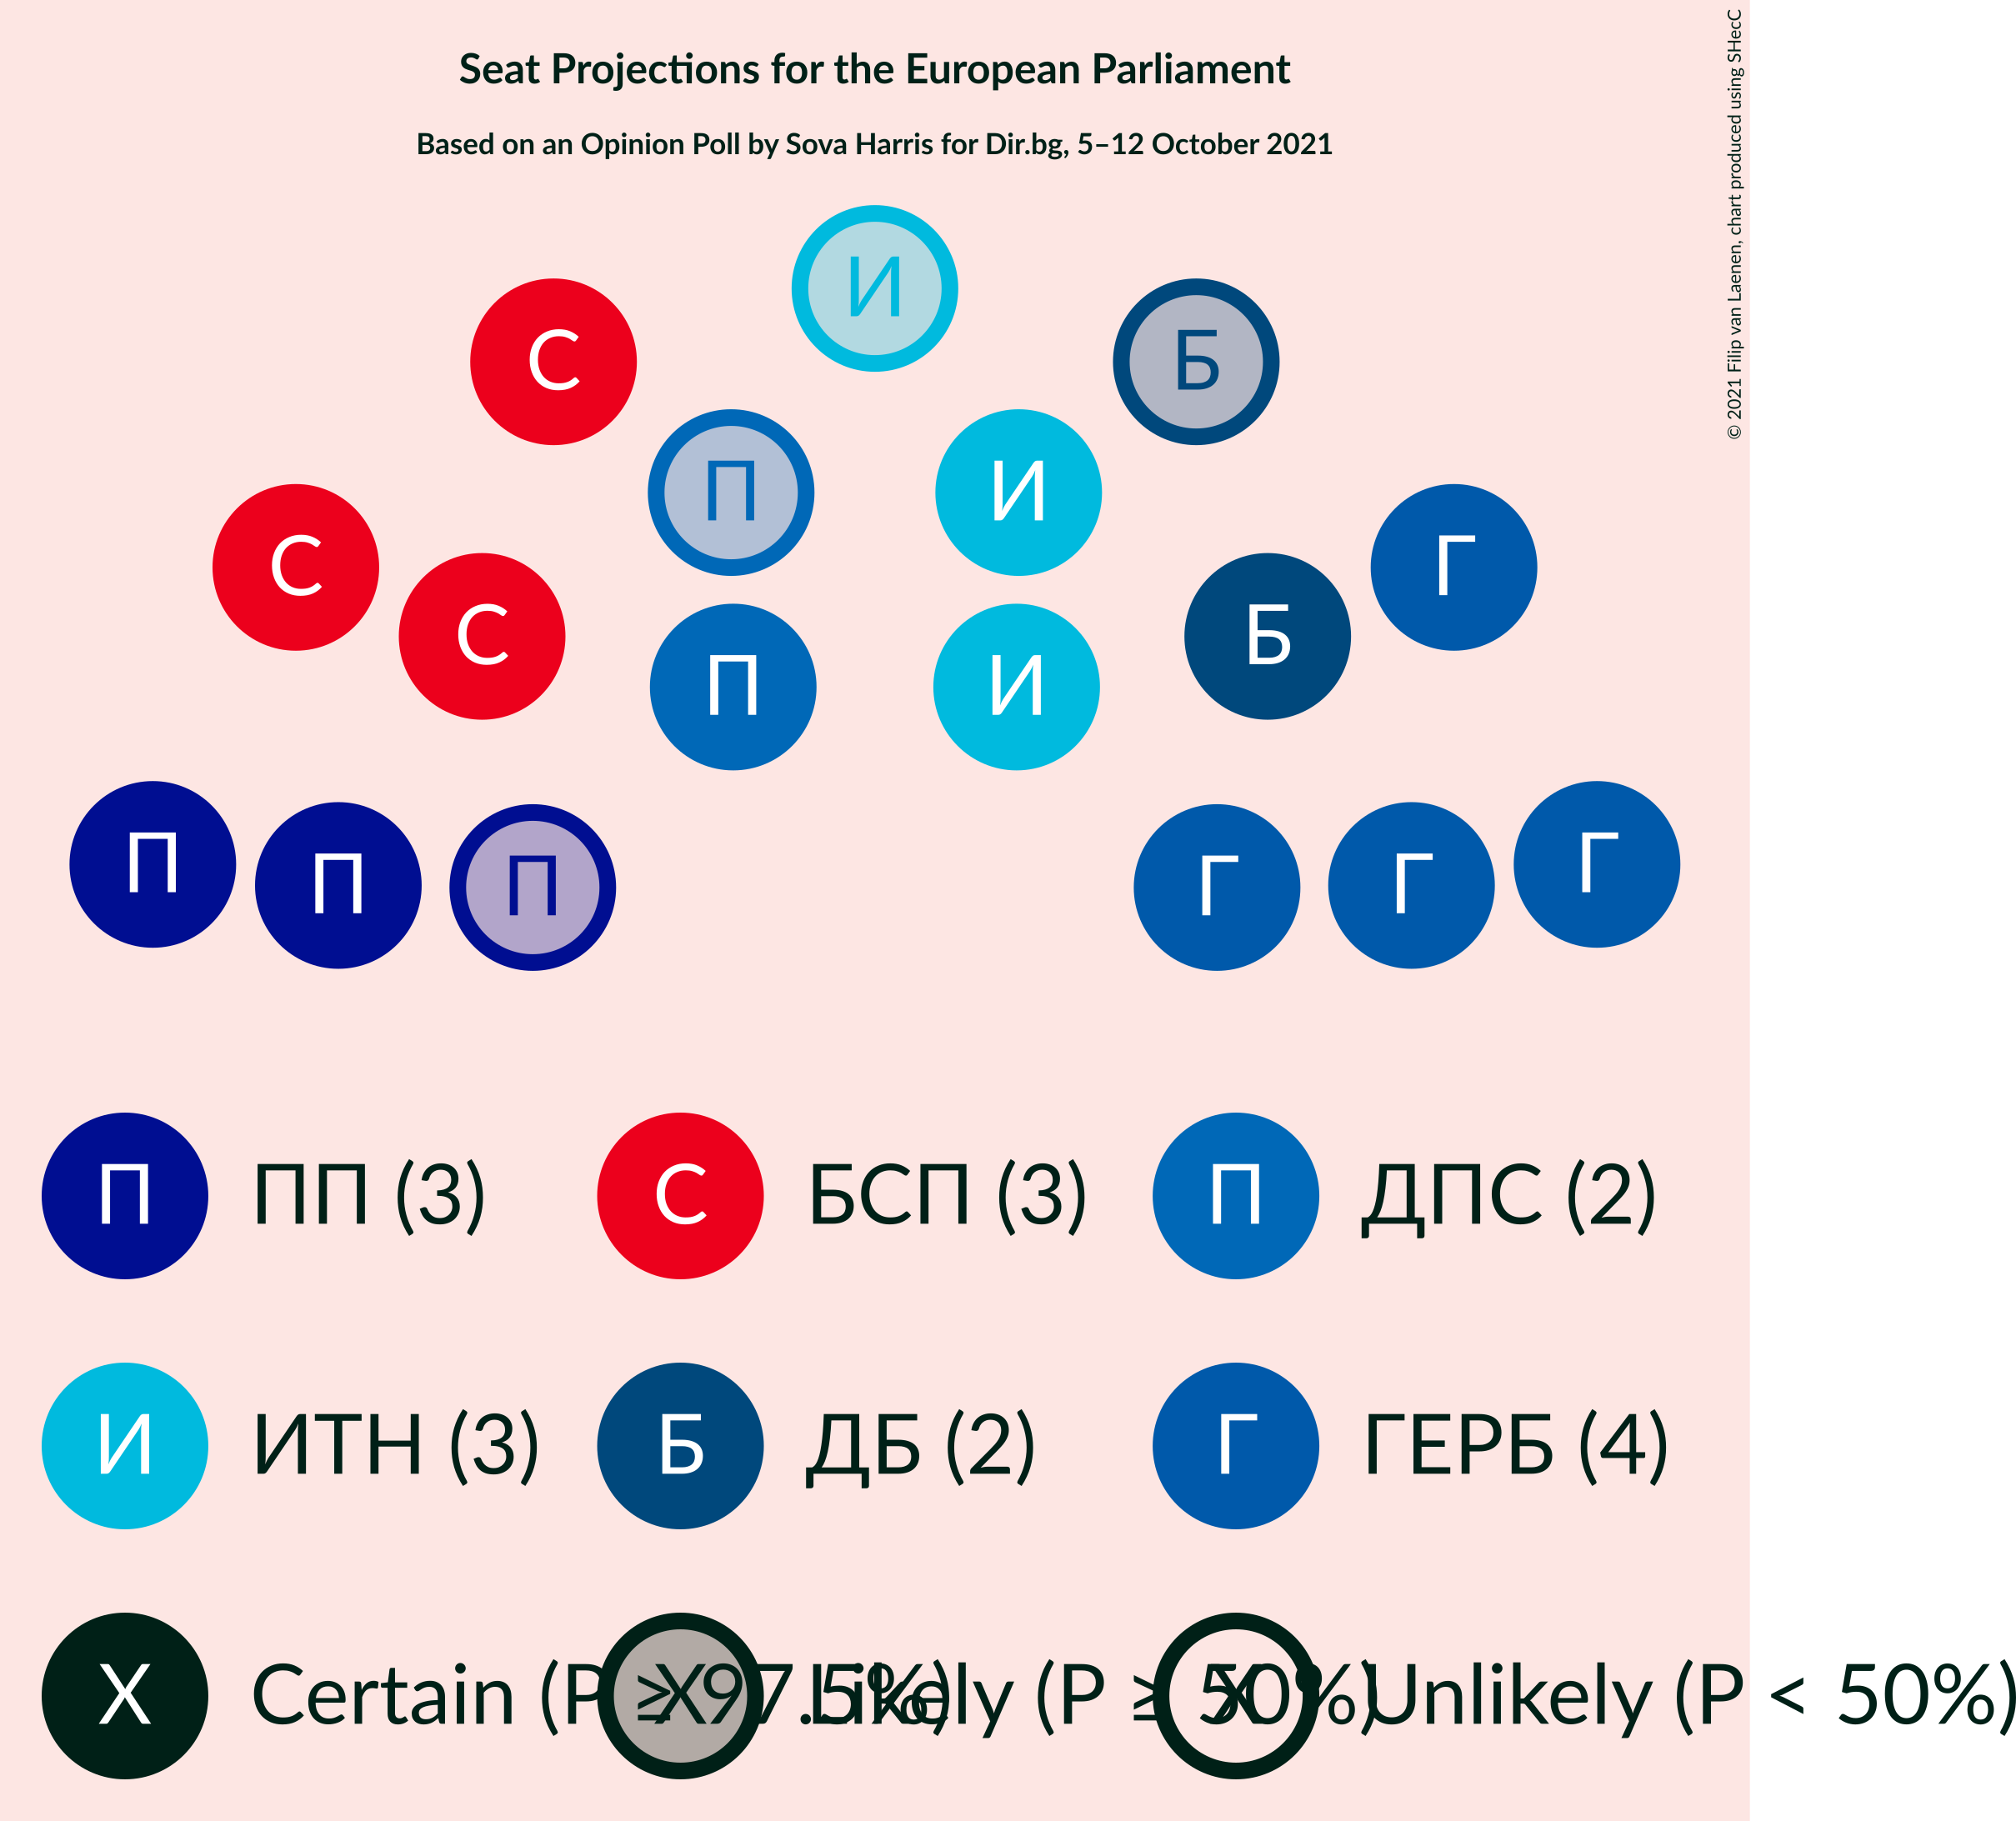 Seat Projections for the European Parliament
Based on an Opinion Poll by Sova Harris for Dir.bg, 5–12 October 2021
© 2021 Filip van Laenen, chart produced using SHecC
И
С
Б
П
И
С
Г
С
Б
П
И
П
П
П
Г
Г
Г
П ПП (3) С БСП (3) П ДПС (2)
И ИТН (3) Б ДБ (2) Г ГЕРБ (4)
X Certain (P ≥ 97.5%) X Likely (P ≥ 50%) X Unlikely (P < 50%)